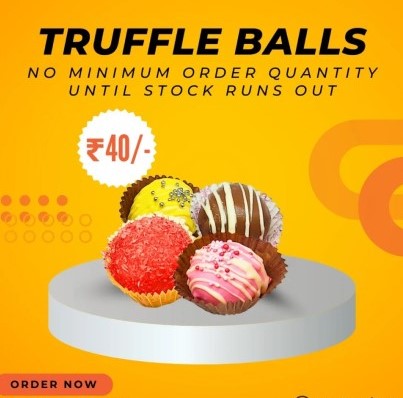 TRUFFLE BALLS
NO MINIMUM ORDER QUANTITY
UNTIL STOCK RUNS OUT
₹40/-
ORDER NOW